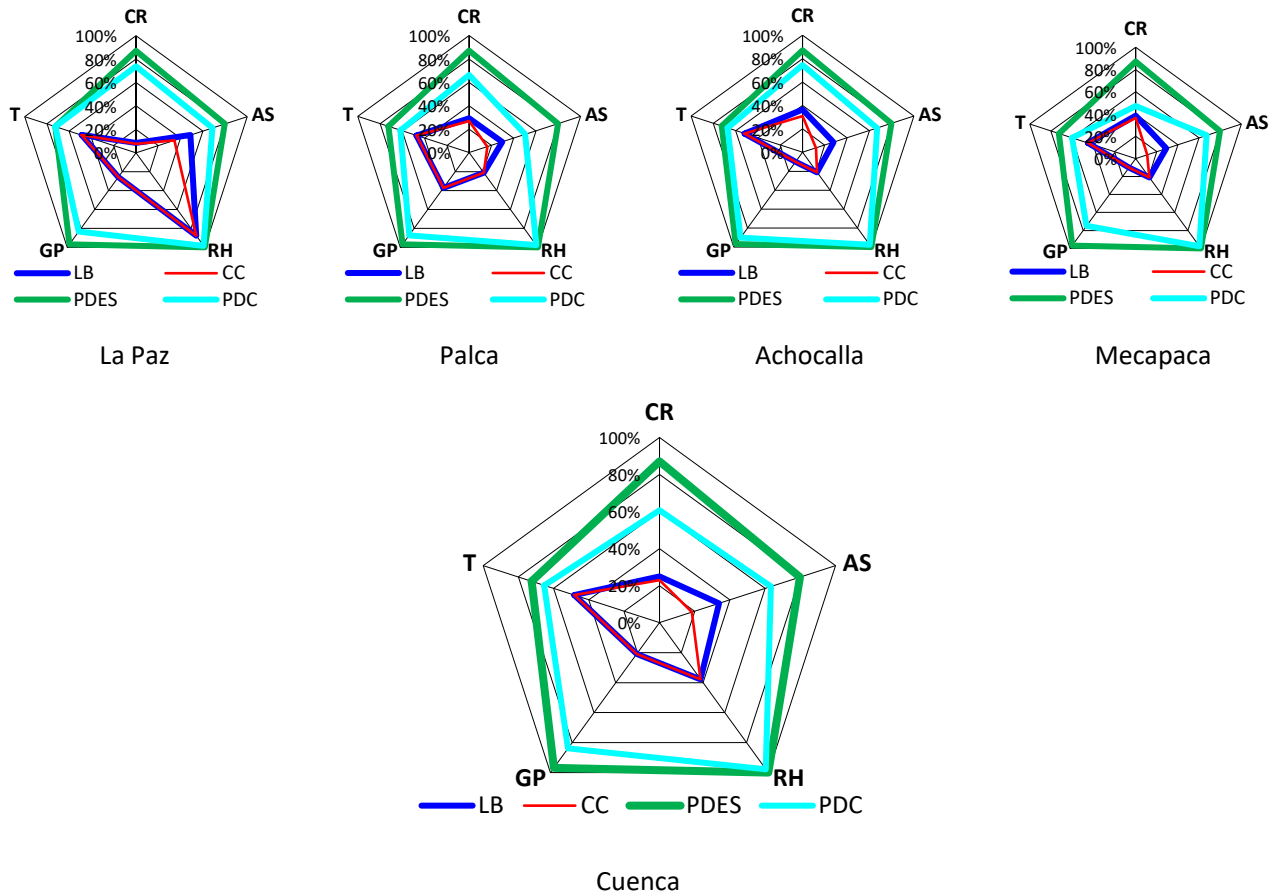 CR
100%
80%
60%
40%
20%
0%
T
AS
GP
RH
LB
CC
PDES
PDC
La Paz
CR
100%
80%
60%
40%
20%
0%
T
AS
GP
RH
LB
CC
PDES
PDC
Palca
CR
100%
80%
60%
40%
20%
0%
T
AS
GP
RH
LB
CC
PDES
PDC
Achocalla
CR
100%
80%
60%
40%
20%
0%
T
AS
GP
RH
LB
CC
PDES
PDC
Mecapaca
CR
100%
80%
60%
40%
20%
0%
T
AS
GP
RH
LB CC PDES PDC
Cuenca